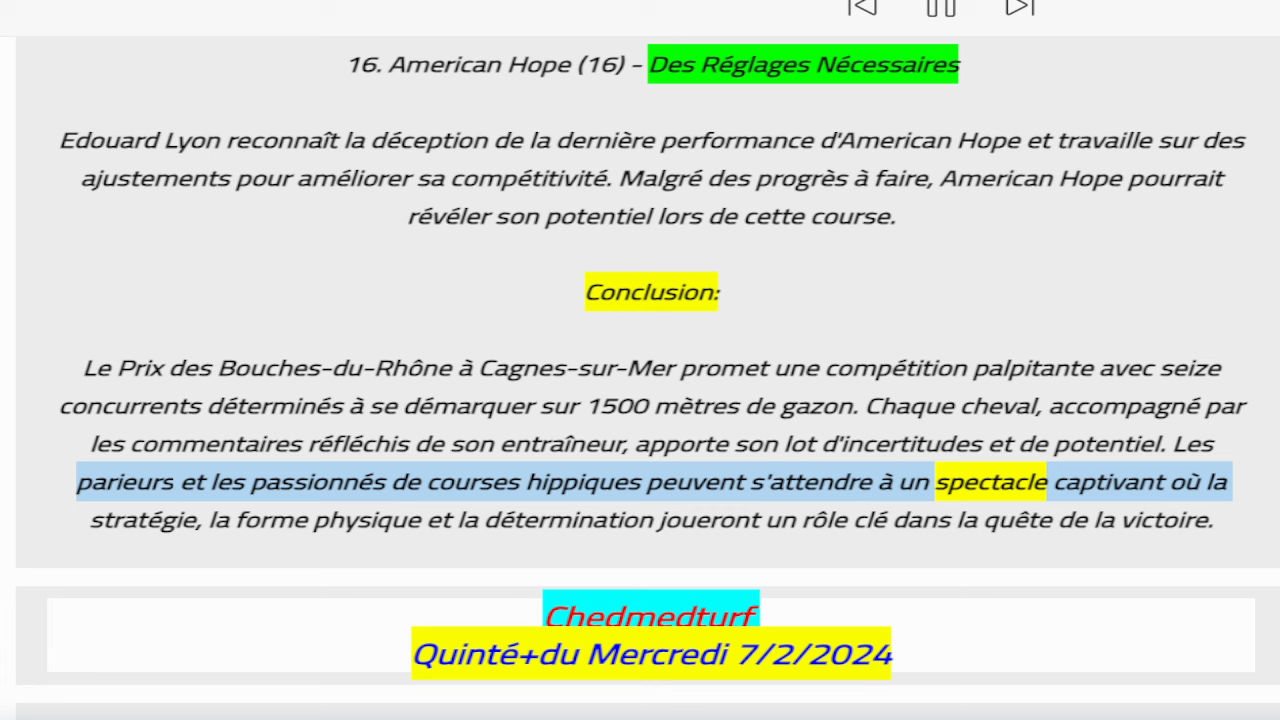 16. American Hope (16) - Des Réglages Nécessaires
Edouard Lyon reconnaît la déception de la dernière performance d'American Hope et travaille sur des
ajustements pour améliorer sa compétitivité. Malgré des progrès à faire, American Hope pourrait
révéler son potentiel lors de cette course.
Conclusion:
Le Prix des Bouches-du-Rhône à Cagnes-sur-Mer promet une compétition palpitante avec seize
concurrents déterminés à se démarquer sur 1500 mètres de gazon. Chaque cheval, accompagné par
les commentaires réfléchis de son entraîneur, apporte son lot d'incertitudes et de potentiel. Les
parieurs et les passionnés de courses hippiques peuvent s'attendre à un spectacle captivant où la
stratégie, la forme physique et la détermination joueront un rôle clé dans la quête de la victoire.
Chedmedturf
Quinté+du Mercredi 7/2/2024